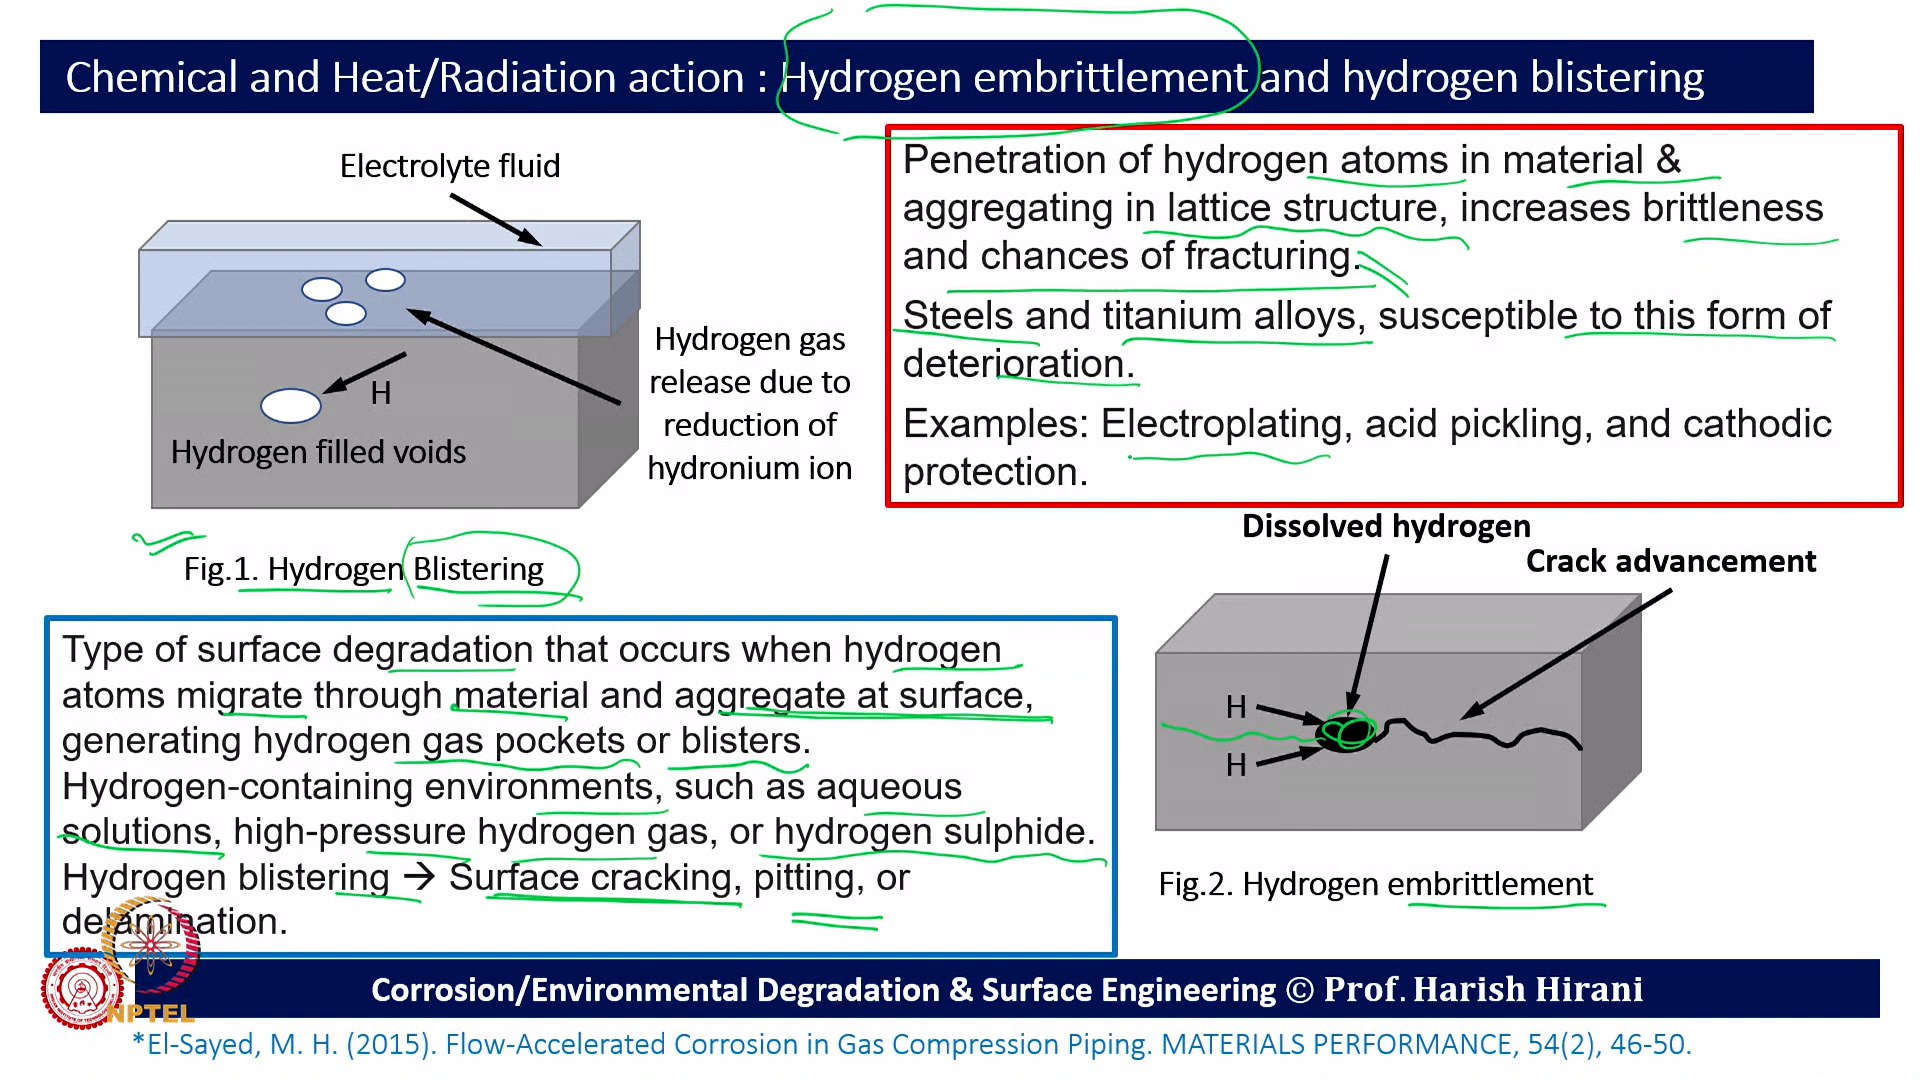 Chemical and Heat/Radiation action : Hydrogen embrittlement and hydrogen blistering
Electrolyte fluid
Hydrogen gas
release due to
reduction of
hydronium ion
H
Hydrogen filled voids
Fig.1. Hydrogen Blistering
Penetration of hydrogen atoms in material &
aggregating in lattice structure, increases brittleness
and chances of fracturing.
Steels and titanium alloys, susceptible to this form of
deterioration.
Examples: Electroplating, acid pickling, and cathodic
protection.
Type of surface degradation that occurs when hydrogen
atoms migrate through material and aggregate at surface,
generating hydrogen gas pockets or blisters.
Hydrogen-containing environments, such as aqueous
solutions, high-pressure hydrogen gas, or hydrogen sulphide.
Hydrogen blistering → Surface cracking, pitting, or
delamination.
Dissolved hydrogen
Crack advancement
H
H
Fig.2. Hydrogen embrittlement
NPTEL
Corrosion/Environmental Degradation & Surface Engineering © Prof. Harish Hirani
*El-Sayed, M. H. (2015). Flow-Accelerated Corrosion in Gas Compression Piping. MATERIALS PERFORMANCE, 54(2), 46-50.